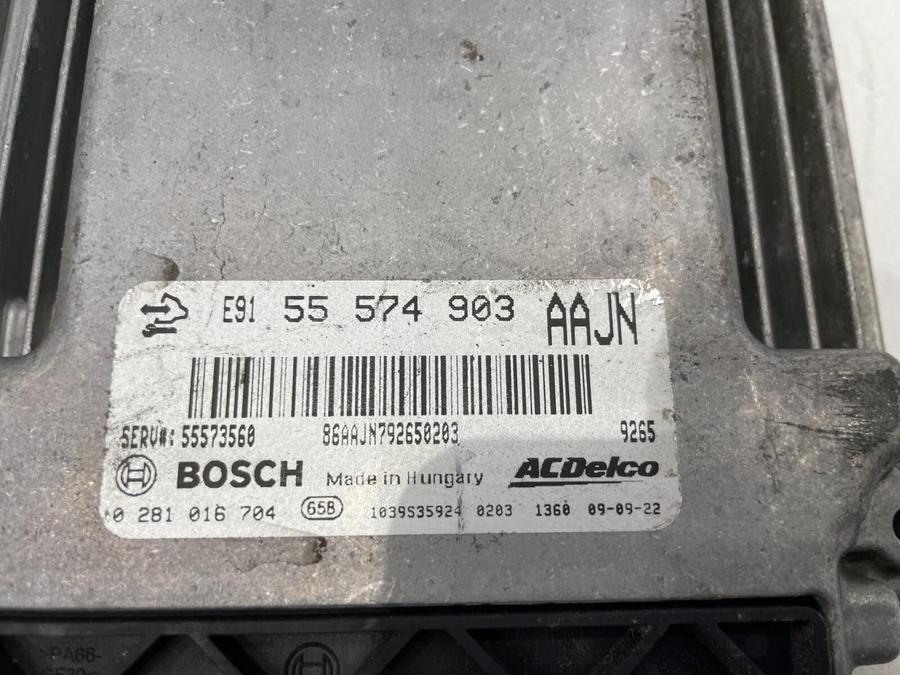 E91 55 574 903 AAJN
SERV#: 55573560 86AAJN792650203 9265
BOSCH Made in Hungary ACDelco
0 281 016 704 65B 1039S35924 0203 1360 09-09-22
>PA66-